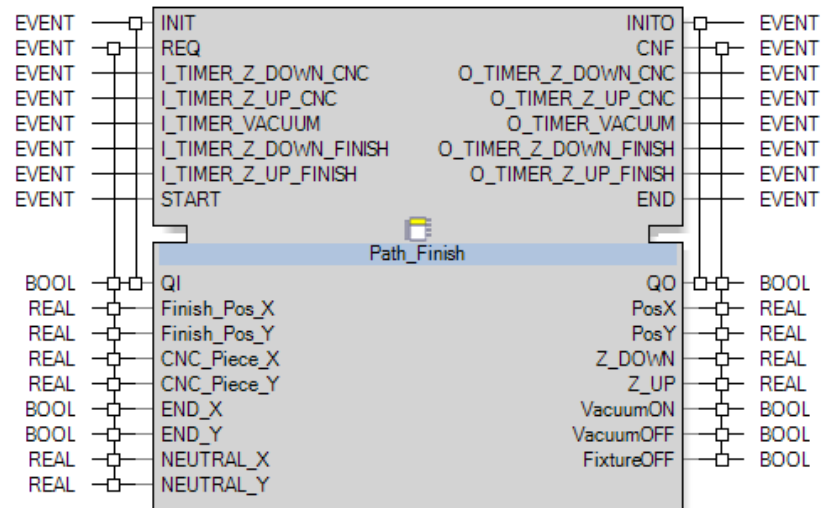 EVENT INIT INITO EVENT
EVENT REQ CNF EVENT
EVENT I_TIMER_Z_DOWN_CNC O_TIMER_Z_DOWN_CNC EVENT
EVENT I_TIMER_Z_UP_CNC O_TIMER_Z_UP_CNC EVENT
EVENT I_TIMER_VACUUM O_TIMER_VACUUM EVENT
EVENT I_TIMER_Z_DOWN_FINISH O_TIMER_Z_DOWN_FINISH EVENT
EVENT I_TIMER_Z_UP_FINISH O_TIMER_Z_UP_FINISH EVENT
EVENT START END EVENT
Path_Finish
BOOL QI QO BOOL
REAL Finish_Pos_X PosX REAL
REAL Finish_Pos_Y PosY REAL
REAL CNC_Piece_X Z_DOWN REAL
REAL CNC_Piece_Y Z_UP REAL
BOOL END_X VacuumON BOOL
BOOL END_Y VacuumOFF BOOL
REAL NEUTRAL_X FixtureOFF BOOL
REAL NEUTRAL_Y